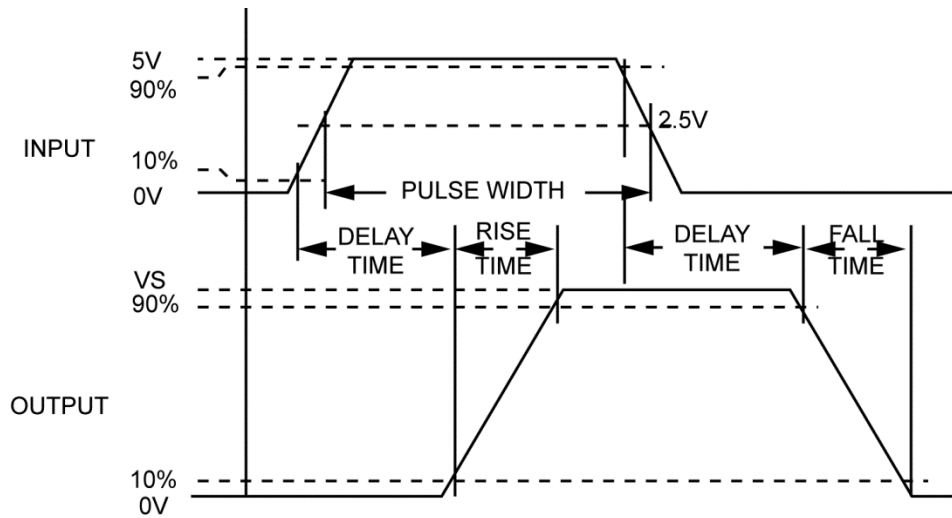 5V
90%
2.5V
INPUT
10%
0V
PULSE WIDTH
DELAY
TIME
RISE
TIME
DELAY
TIME
FALL
TIME
VS
90%
OUTPUT
10%
0V